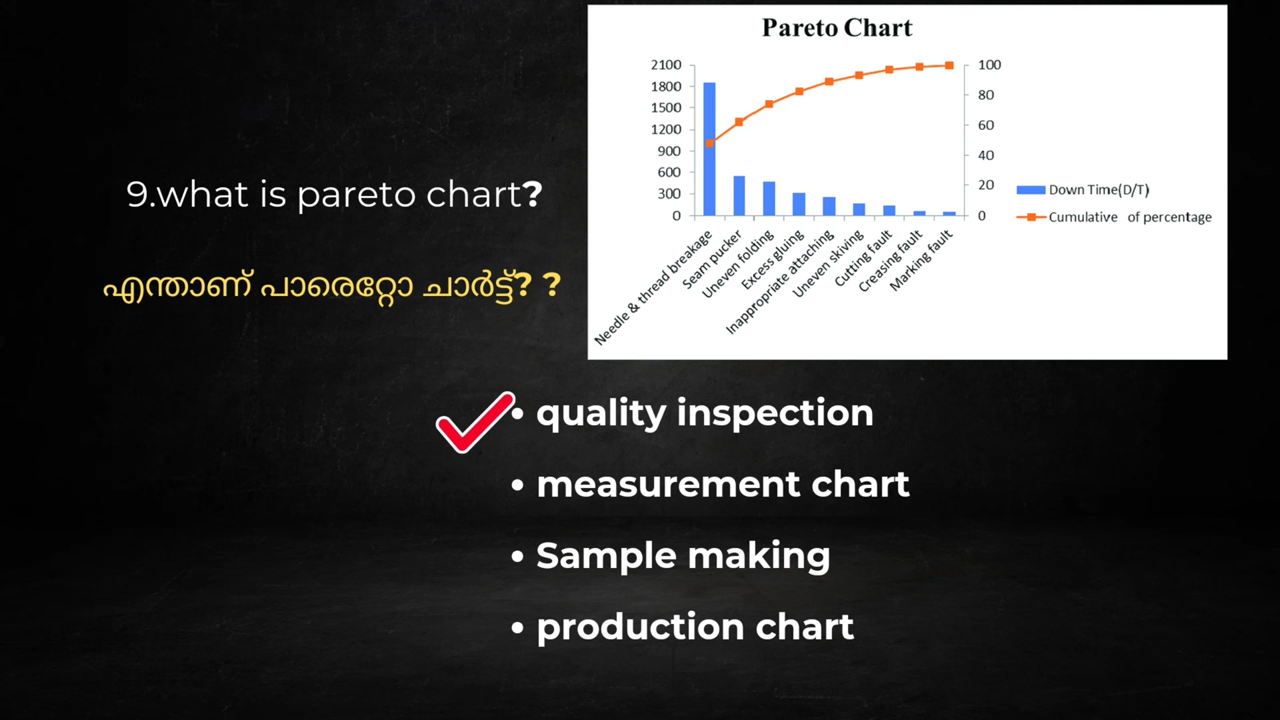 Pareto Chart
2100
1800
1500
1200
900
600
300
0
100
80
60
40
20
0
Needle & thread breakage
Seam pucker
Uneven folding
Excess gluing
Inappropriate attaching
Uneven skiving
Cutting fault
Creasing fault
Marking fault
Down Time(D/T)
Cumulative of percentage
9.what is pareto chart?
എന്താണ് പാരെറ്റോ ചാർട്ട്? ?
• quality inspection
• measurement chart
• Sample making
• production chart